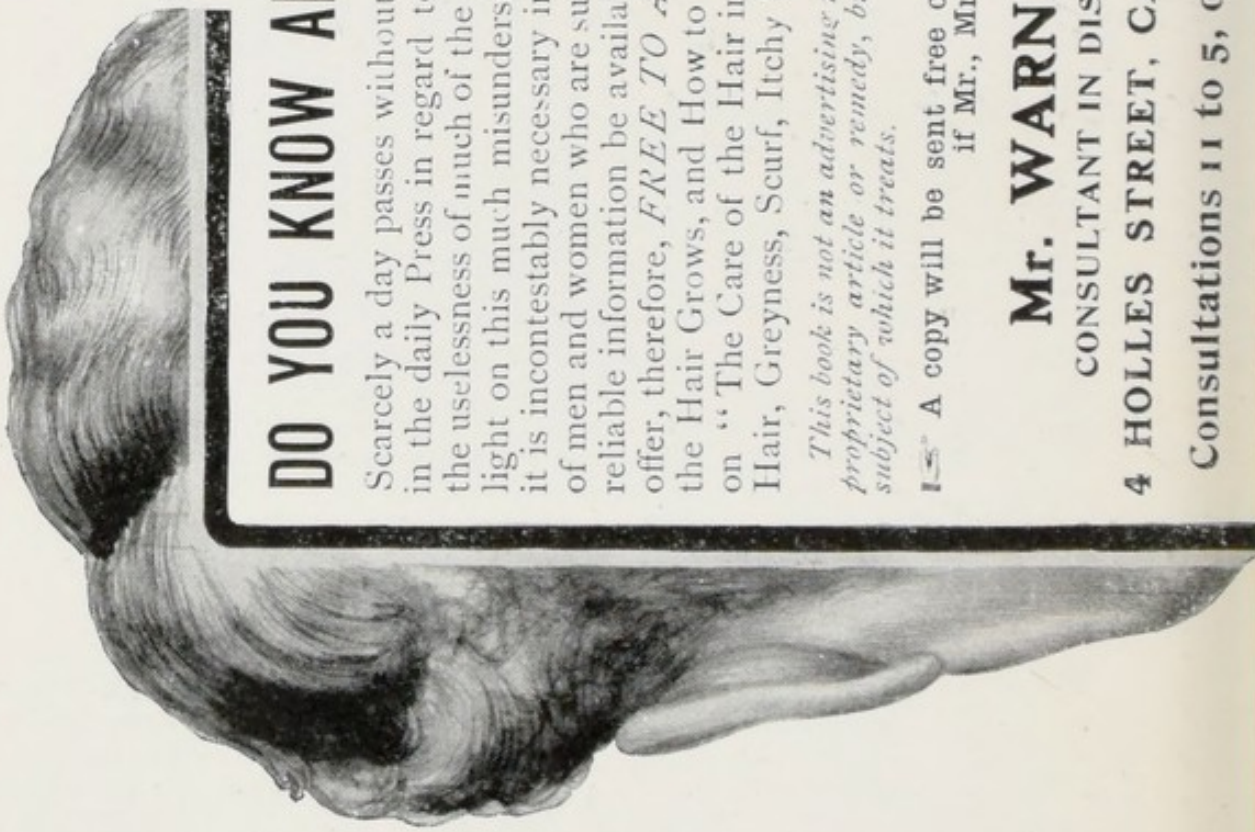 DO YOU KNOW
Scarcely a day passes without
in the daily Press in regard
the uselessness of much of the
light on this much
it is incontestably necessary
of men and women who are
reliable information be
offer, therefore, FREE TO
the Hair Grows, and How to
on “The Care of the Hair
Hair, Greyness, Scurf, Itchy
This book is not an advertising
proprietary article or remedy,
subject of which it treats.
☞ A copy will be sent free
if Mr.,
Mr. WARN
CONSULTANT IN DIS
4 HOLLES STREET, CA
Consultations 11 to 5,